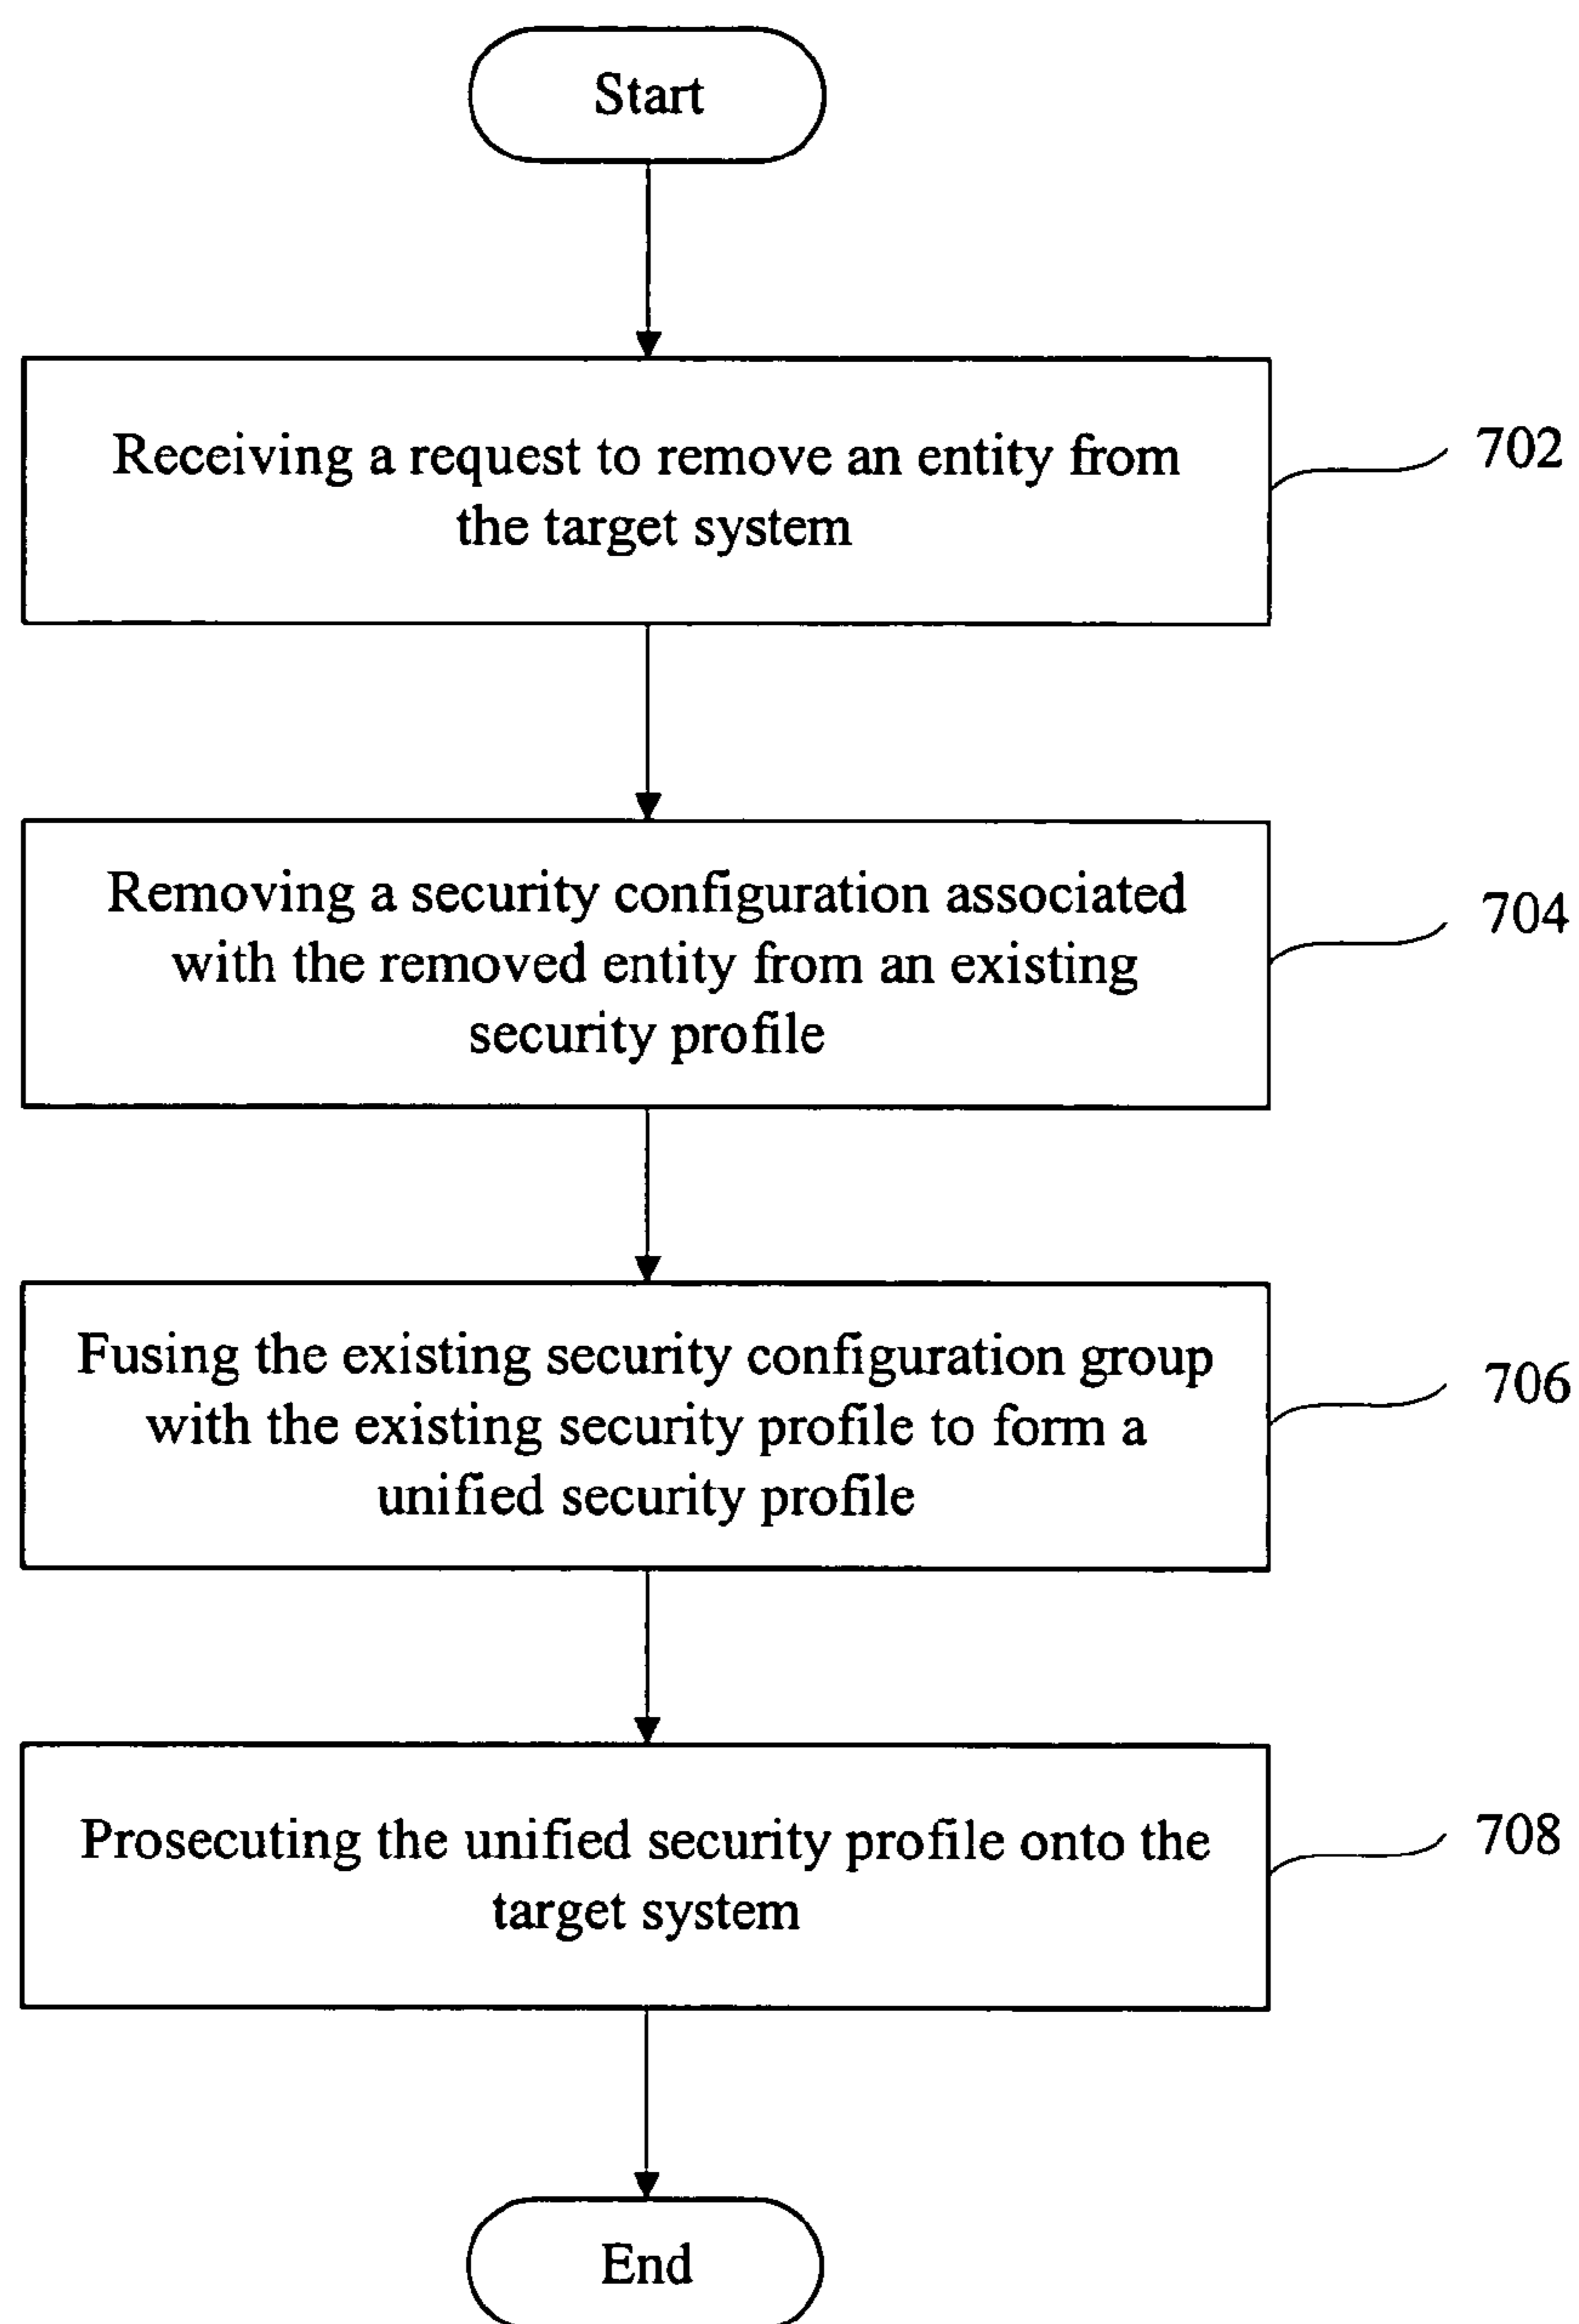 Start
Receiving a request to remove an entity from
the target system
702
Removing a security configuration associated
with the removed entity from an existing
security profile
704
Fusing the existing security configuration group
with the existing security profile to form a
unified security profile
706
Prosecuting the unified security profile onto the
target system
708
End